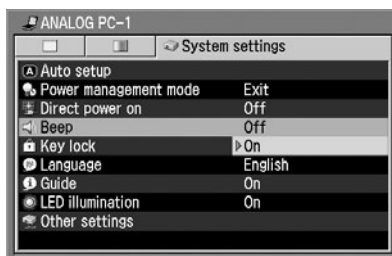 ANALOG PC-1
System settings
A Auto setup
Power management mode Exit
Direct power on Off
Beep Off
Key lock On
Language English
Guide On
LED illumination On
Other settings